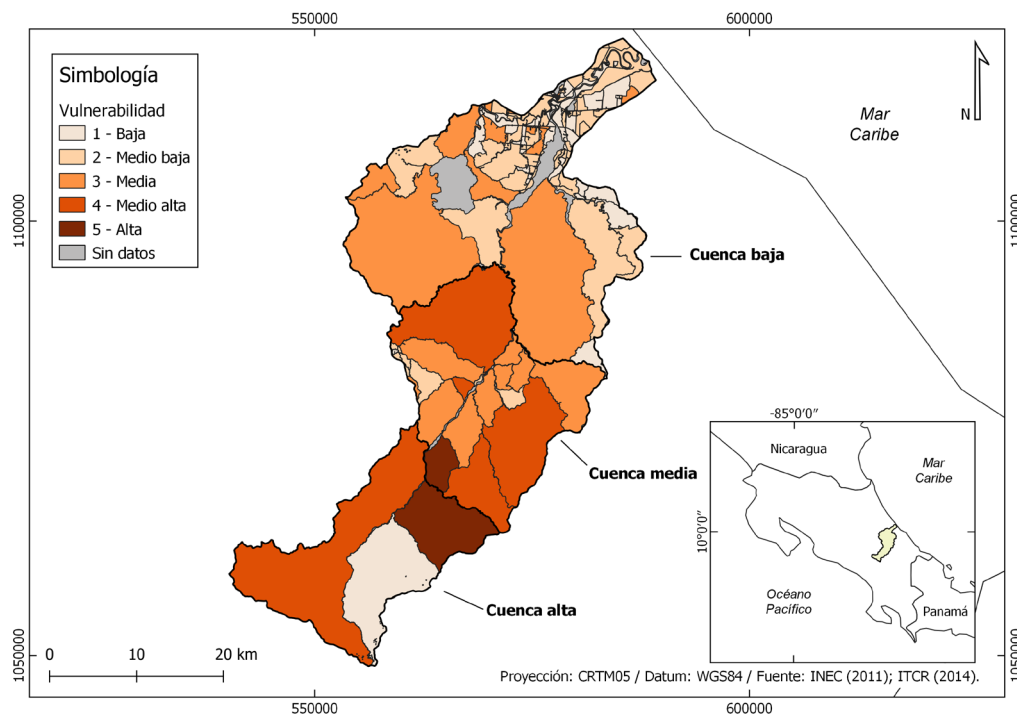 550000
600000
Simbología
Vulnerabilidad
1 - Baja
2 - Medio baja
3 - Media
4 - Medio alta
5 - Alta
Sin datos
N
Mar
Caribe
1100000
1100000
Cuenca baja
Cuenca media
Cuenca alta
-85°0'0"
10°0'0"
Nicaragua
Mar
Caribe
Océano
Pacífico
Panamá
1050000
1050000
0 10 20 km
Proyección: CRTM05 / Datum: WGS84 / Fuente: INEC (2011); ITCR (2014).
550000
600000